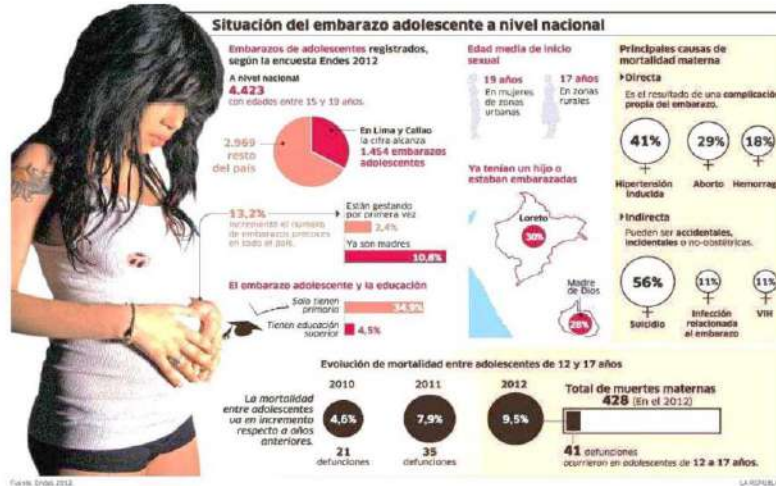 Situación del embarazo adolescente a nivel nacional
Embarazos de adolescentes registrados,
según la encuesta Endes 2012
A nivel nacional
4.423
con edades entre 15 y 19 años.
2.969
resto
del país
En Lima y Callao
la cifra alcanza
1.454 embarazos
adolescentes
13,2%
incrementó el número
de embarazos precoces
en todo el país.
Están gestando
por primera vez
2,4%
Ya son madres
10,8%
El embarazo adolescente y la educación
Solo tienen
primaria
34,9%
Tienen educación
superior
4,5%
Edad media de inicio
sexual
19 años
En mujeres
de zonas
urbanas
17 años
En zonas
rurales
Ya tenían un hijo o
estaban embarazadas
Loreto
30%
Madre
de Dios
28%
Principales causas de
mortalidad materna
Directa
Es el resultado de una complicación
propia del embarazo.
41%
Hipertensión
inducida
29%
Aborto
18%
Hemorrag
Indirecta
Pueden ser accidentales,
incidentales o no-obstétricas.
56%
Suicidio
11%
Infección
relacionada
al embarazo
11%
VIH
Evolución de mortalidad entre adolescentes de 12 y 17 años
La mortalidad
entre adolescentes
va en incremento
respecto a años
anteriores.
2010
4,6%
21
defunciones
2011
7,9%
35
defunciones
2012
9,5%
Total de muertes maternas
428 (En el 2012)
41 defunciones
ocurrieron en adolescentes de 12 a 17 años.
Fuente: Endes 2012.
LA REPÚBL